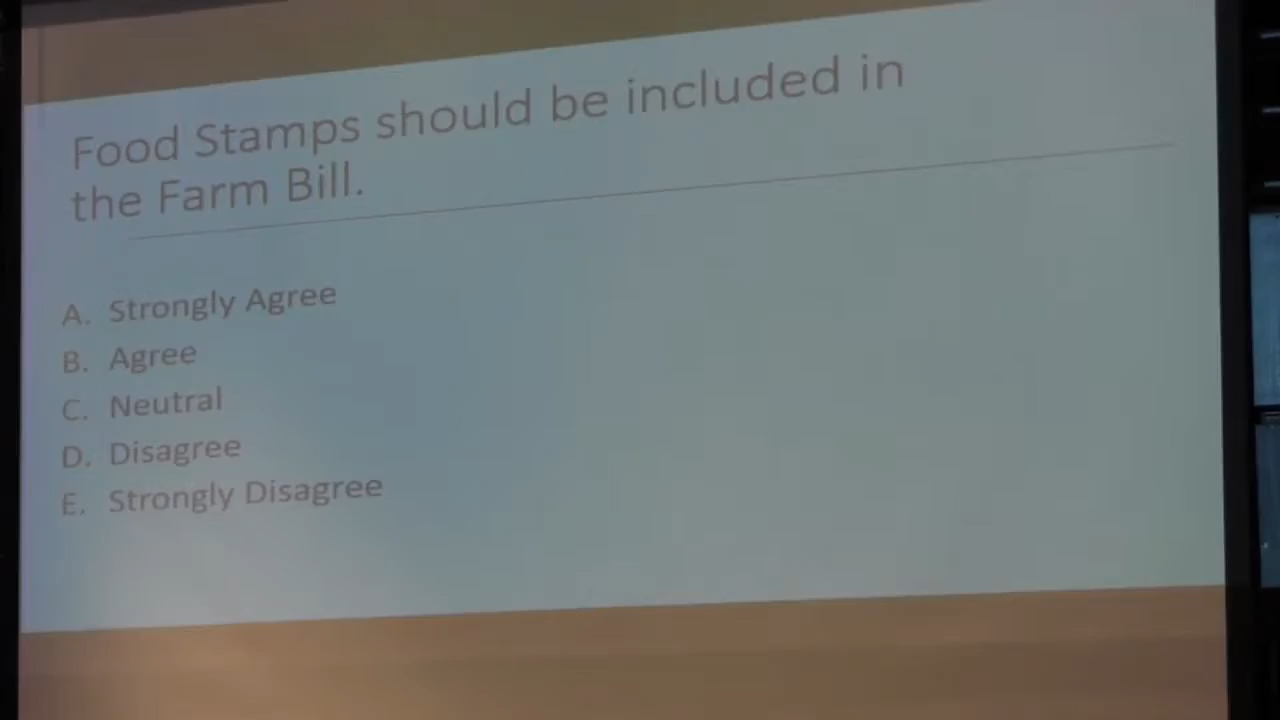 Food Stamps should be included in
the Farm Bill.
A. Strongly Agree
B. Agree
C. Neutral
D. Disagree
E. Strongly Disagree